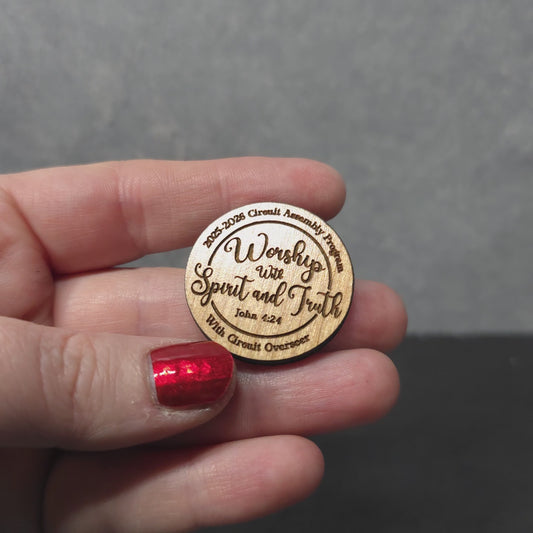 2025-2026 Circuit Assembly Program
Worship
With
Spirit and Truth
John 4:24
With Circuit Overseer